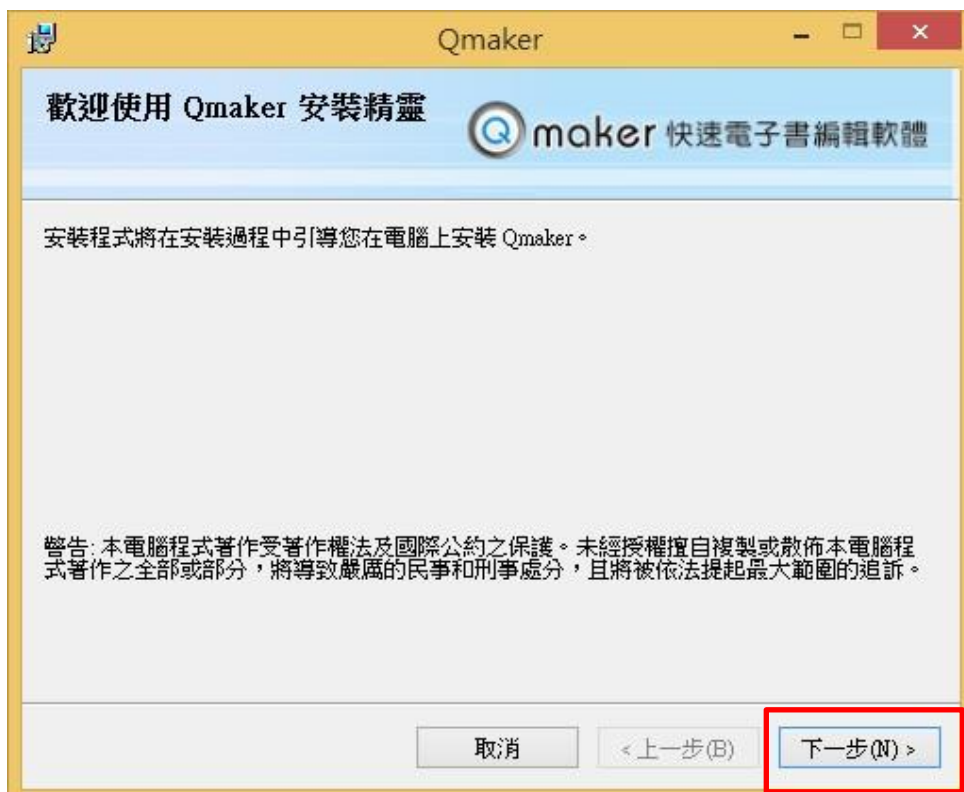 Qmaker
歡迎使用 Qmaker 安裝精靈
Qmaker 快速電子書編輯軟體
安裝程式將在安裝過程中引導您在電腦上安裝 Qmaker。
警告: 本電腦程式著作受著作權法及國際公約之保護。未經授權擅自複製或散佈本電腦程
式著作之全部或部分，將導致嚴厲的民事和刑事處分，且將被依法提起最大範圍的追訴。
取消
<上一步(B)
下一步(N) >